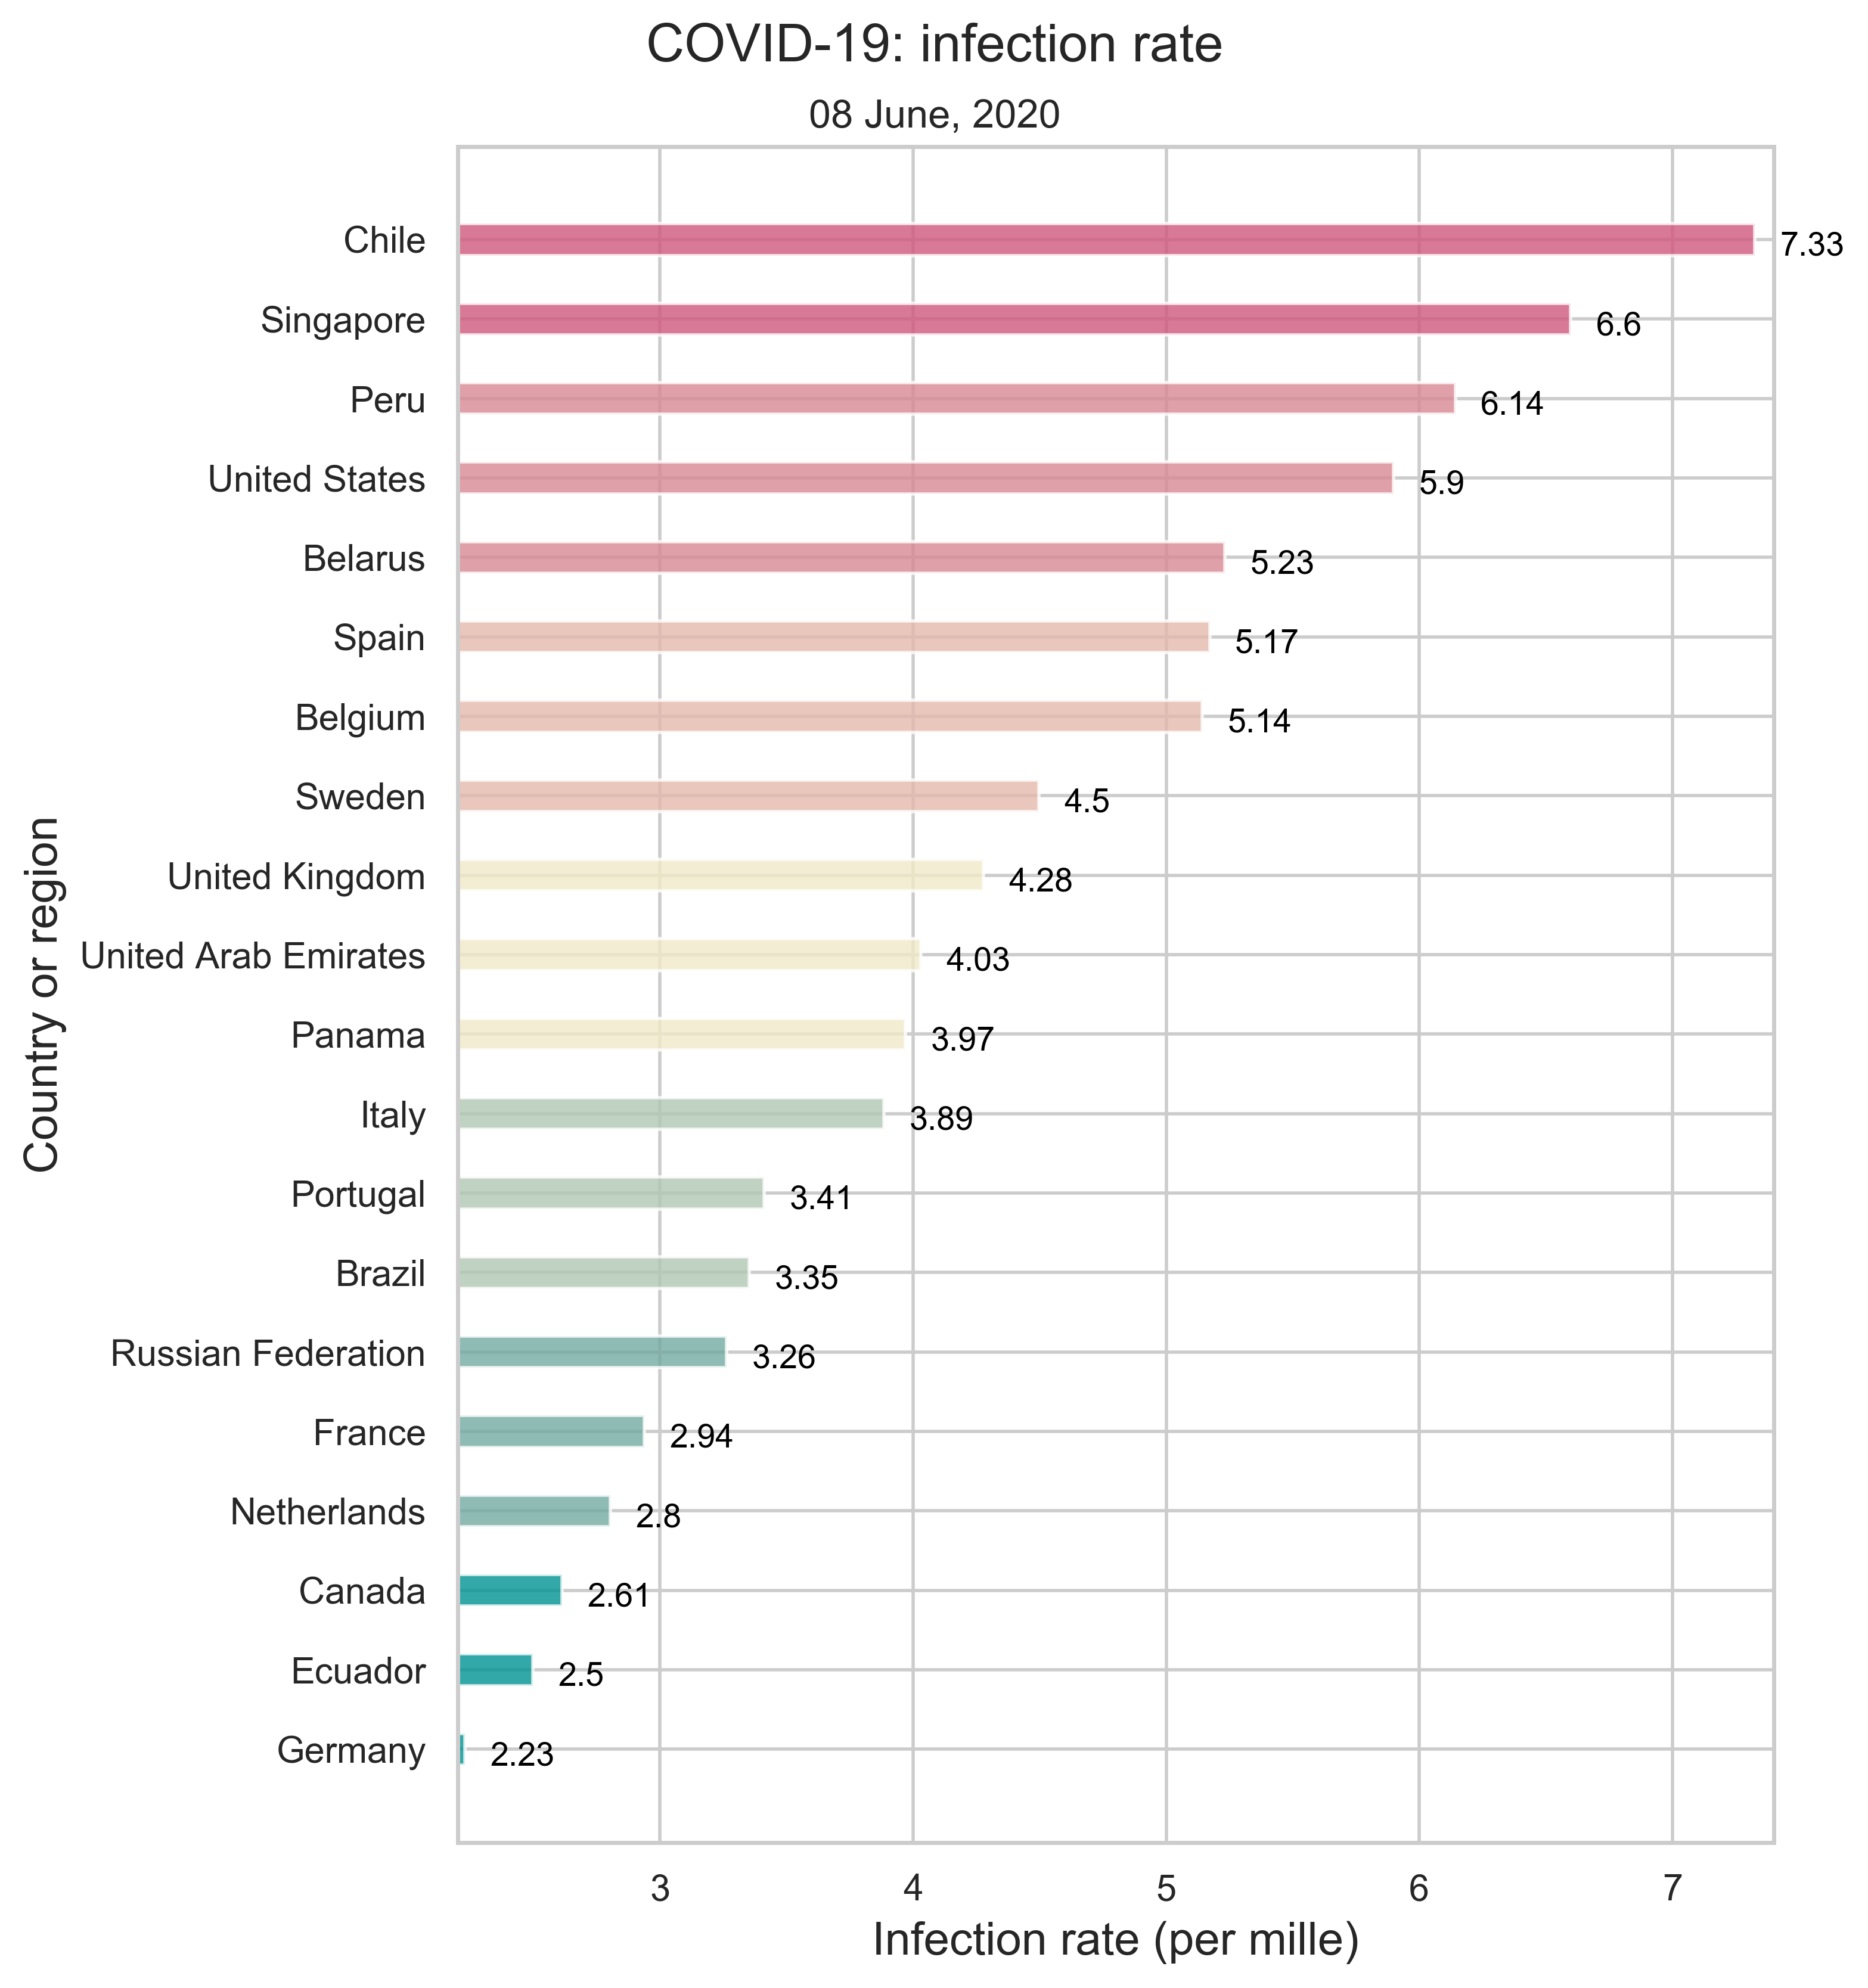 COVID-19: infection rate
08 June, 2020
Chile 7.33
Singapore 6.6
Peru 6.14
United States 5.9
Belarus 5.23
Spain 5.17
Belgium 5.14
Sweden 4.5
United Kingdom 4.28
United Arab Emirates 4.03
Panama 3.97
Italy 3.89
Portugal 3.41
Brazil 3.35
Russian Federation 3.26
France 2.94
Netherlands 2.8
Canada 2.61
Ecuador 2.5
Germany 2.23
Country or region
3 4 5 6 7
Infection rate (per mille)